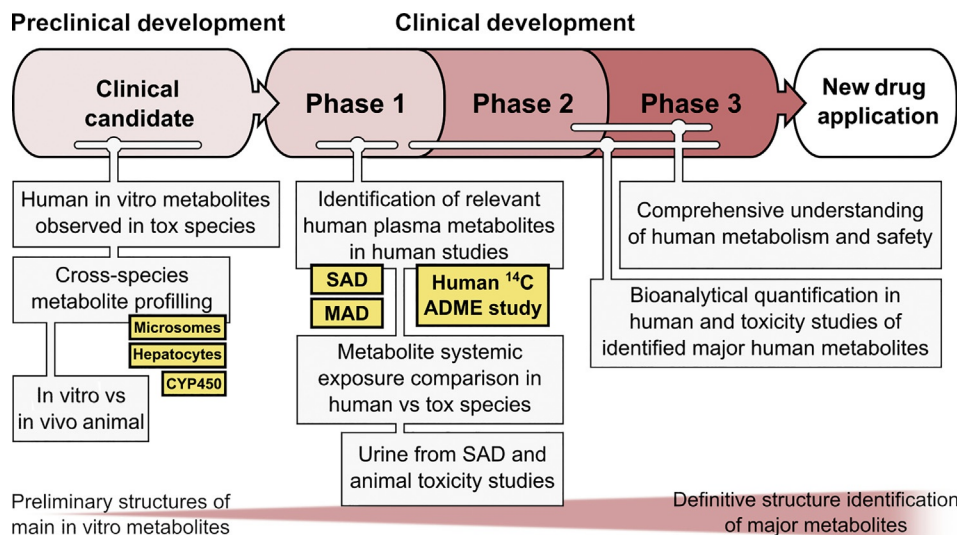 Preclinical development
Clinical development
Clinical
candidate
Phase 1
Phase 2
Phase 3
New drug
application
Human in vitro metabolites
observed in tox species
Cross-species
metabolite profilling
Microsomes
Hepatocytes
CYP450
In vitro vs
in vivo animal
Identification of relevant
human plasma metabolites
in human studies
SAD
MAD
Human ¹⁴C
ADME study
Metabolite systemic
exposure comparison in
human vs tox species
Urine from SAD and
animal toxicity studies
Comprehensive understanding
of human metabolism and safety
Bioanalytical quantification in
human and toxicity studies of
identified major human metabolites
Preliminary structures of
main in vitro metabolites
Definitive structure identification
of major metabolites